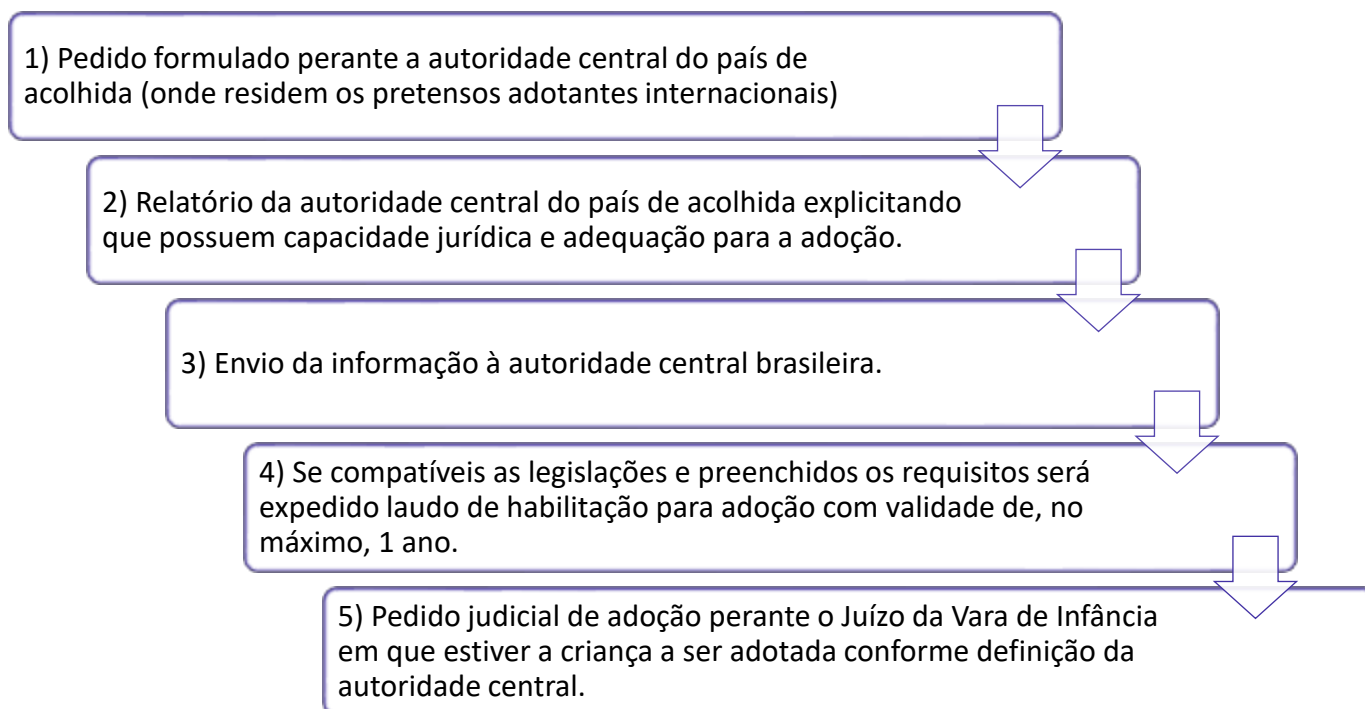 1) Pedido formulado perante a autoridade central do país de
acolhida (onde residem os pretensos adotantes internacionais)
2) Relatório da autoridade central do país de acolhida explicitando
que possuem capacidade jurídica e adequação para a adoção.
3) Envio da informação à autoridade central brasileira.
4) Se compatíveis as legislações e preenchidos os requisitos será
expedido laudo de habilitação para adoção com validade de, no
máximo, 1 ano.
5) Pedido judicial de adoção perante o Juízo da Vara de Infância
em que estiver a criança a ser adotada conforme definição da
autoridade central.